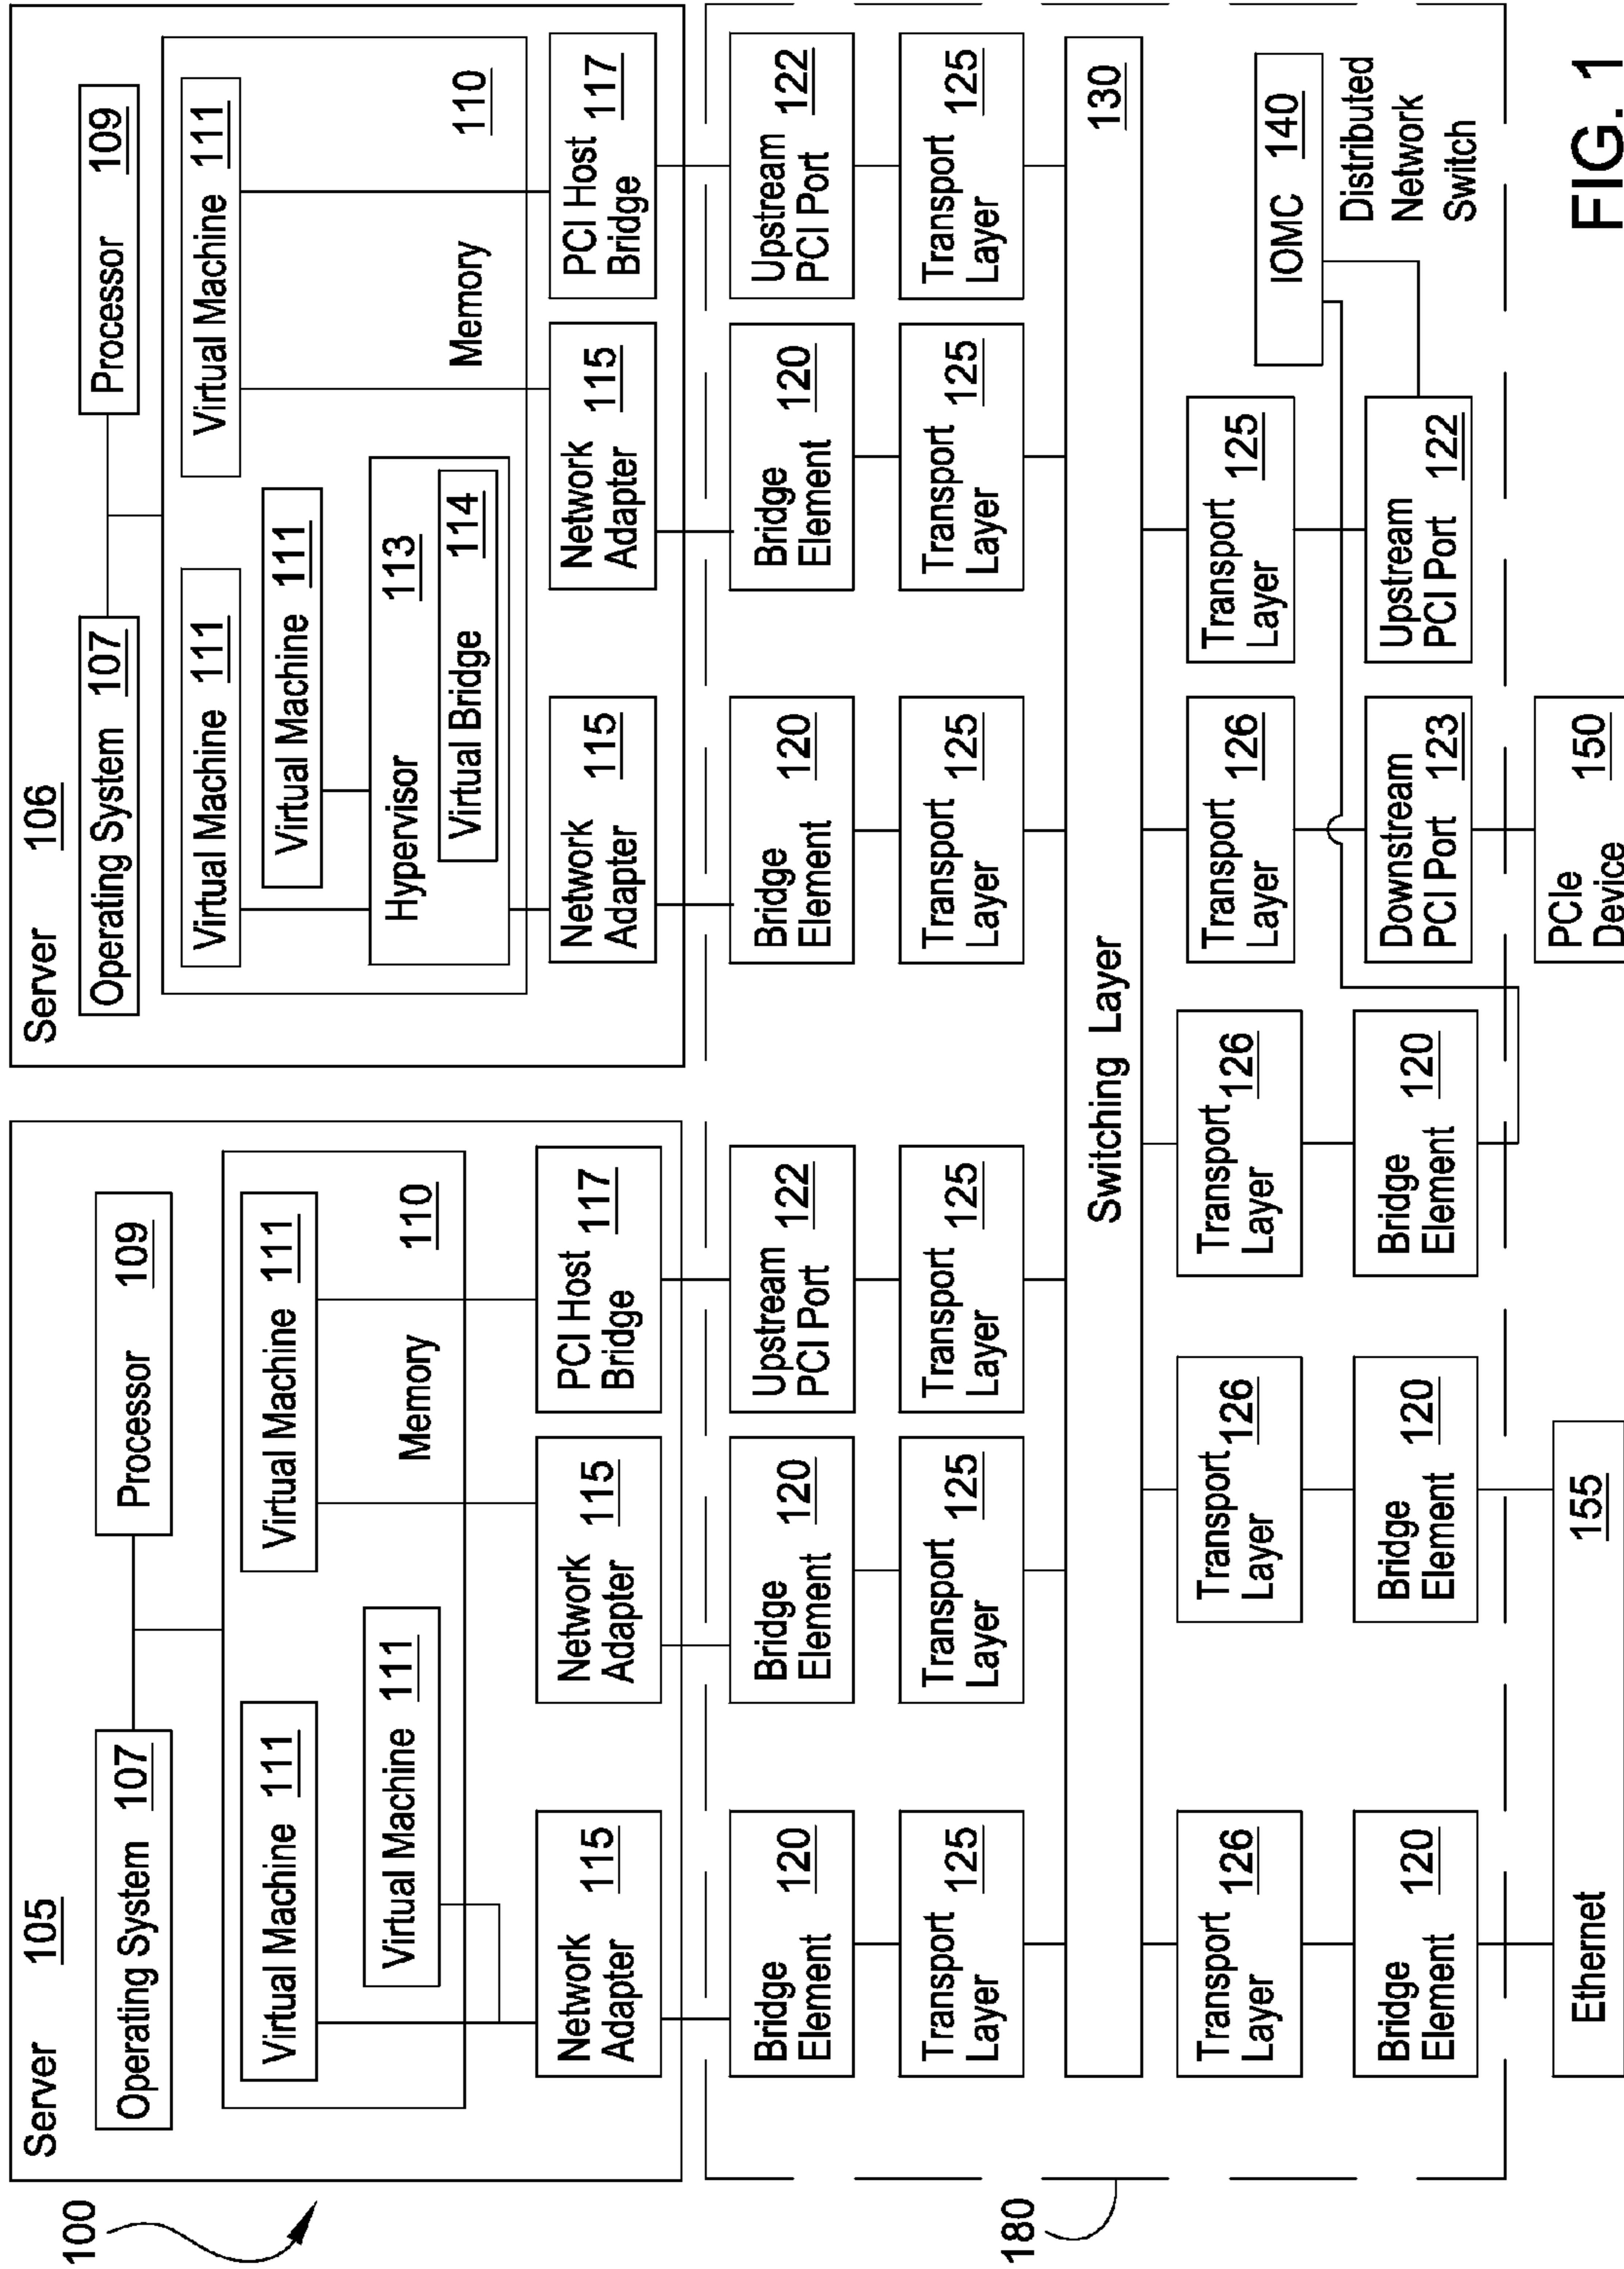 100
Server 105
Operating System 107
Processor 109
Virtual Machine 111
Virtual Machine 111
Virtual Machine 111
Memory 110
Network
Adapter 115
Network
Adapter 115
PCI Host
Bridge 117
Server 106
Operating System 107
Processor 109
Virtual Machine 111
Virtual Machine 111
Virtual Machine 111
Hypervisor 113
Virtual Bridge 114
Memory 110
Network
Adapter 115
Network
Adapter 115
PCI Host
Bridge 117
180
Bridge
Element 120
Bridge
Element 120
Upstream
PCI Port 122
Bridge
Element 120
Bridge
Element 120
Upstream
PCI Port 122
Transport
Layer 125
Transport
Layer 125
Transport
Layer 125
Transport
Layer 125
Transport
Layer 125
Transport
Layer 125
Switching Layer 130
Transport
Layer 126
Transport
Layer 126
Transport
Layer 126
Transport
Layer 126
Transport
Layer 125
IOMC 140
Bridge
Element 120
Bridge
Element 120
Bridge
Element 120
Downstream
PCI Port 123
Upstream
PCI Port 122
Distributed
Network
Switch
Ethernet 155
PCIe
Device 150
FIG. 1